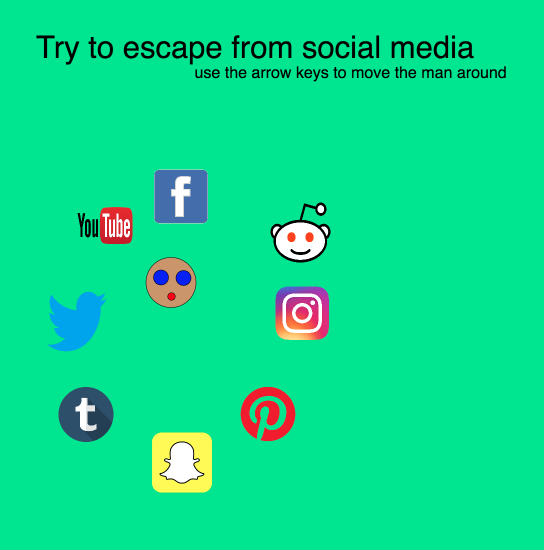 Try to escape from social media
use the arrow keys to move the man around
f
YouTube
t